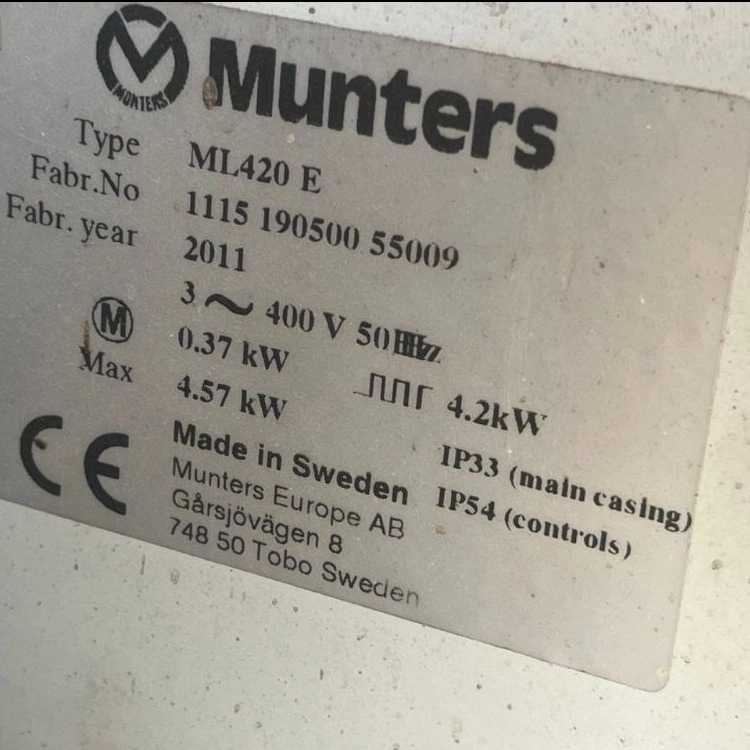 MUNTERS
Munters
Type ML420 E
Fabr.No 1115 190500 55009
Fabr. year 2011
3 ~ 400 V 50Hz
M 0.37 kW 4.2kW
Max 4.57 kW
IP33 (main casing)
IP54 (controls)
CE
Made in Sweden
Munters Europe AB
Gårsjövägen 8
748 50 Tobo Sweden